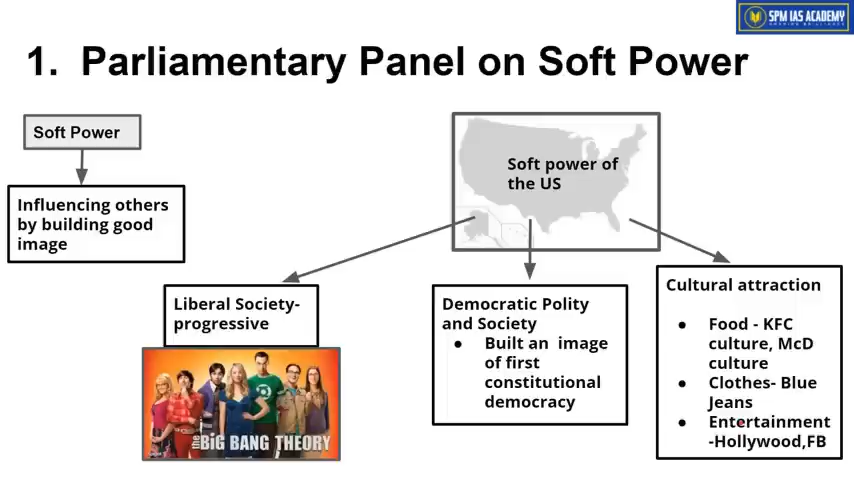 SPM IAS ACADEMY
1. Parliamentary Panel on Soft Power
Soft Power
Influencing others
by building good
image
Soft power of
the US
Liberal Society-
progressive
the BiG BANG THEORY
Democratic Polity
and Society
● Built an image
of first
constitutional
democracy
Cultural attraction
● Food - KFC
culture, McD
culture
● Clothes- Blue
Jeans
● Entertainment
-Hollywood,FB